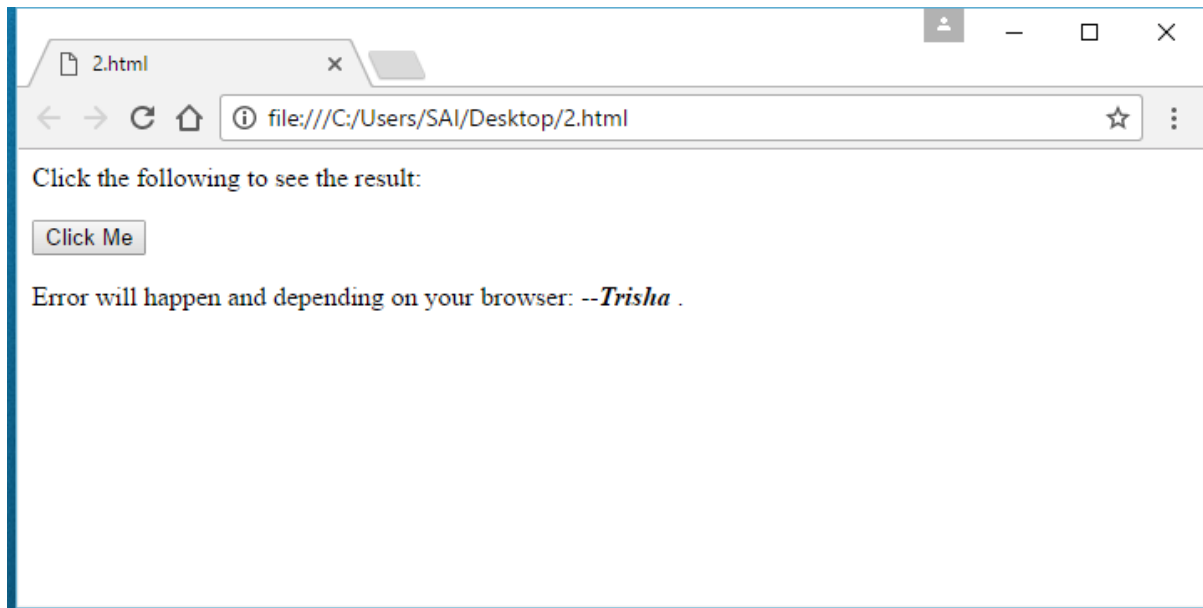 2.html
file:///C:/Users/SAI/Desktop/2.html
Click the following to see the result:
Click Me
Error will happen and depending on your browser: --Trisha .